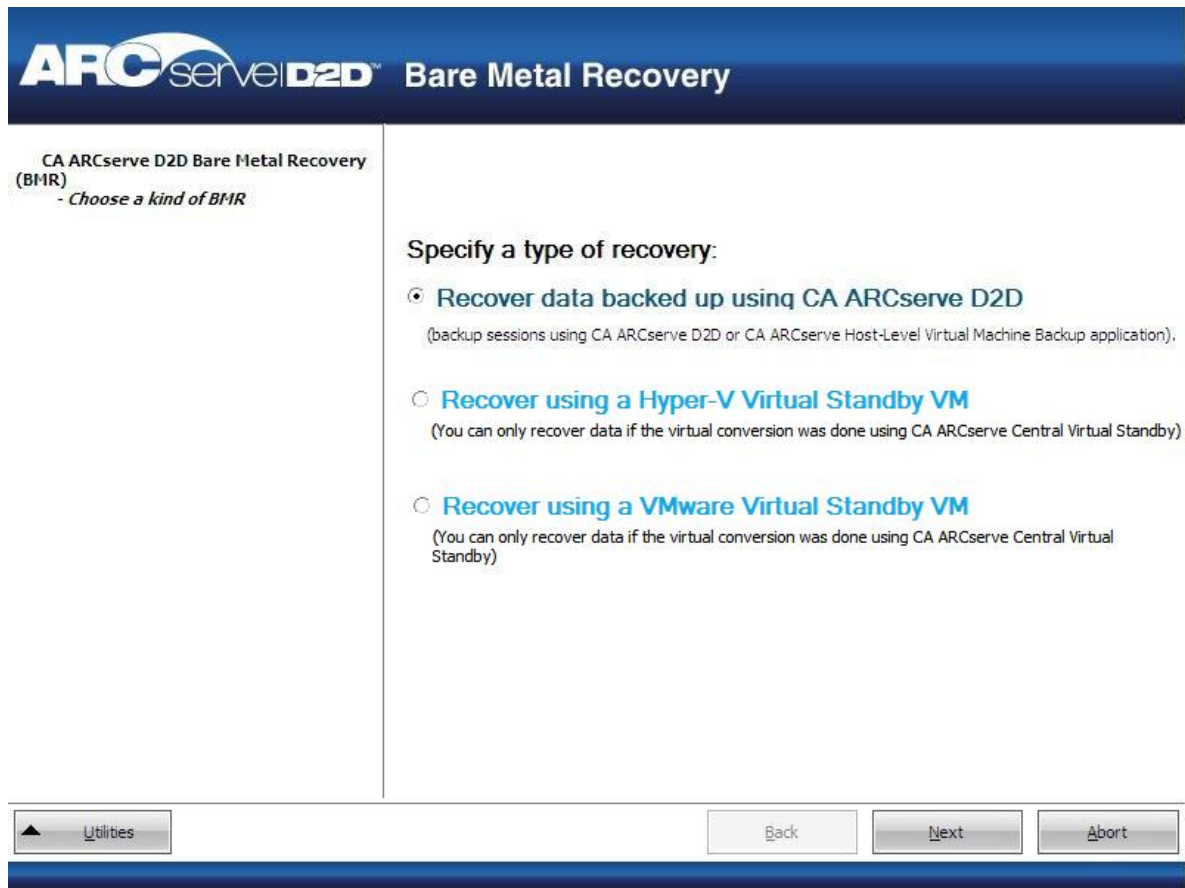 ARCserve D2D™ Bare Metal Recovery
CA ARCserve D2D Bare Metal Recovery
(BMR)
- Choose a kind of BMR
Specify a type of recovery:
Recover data backed up using CA ARCserve D2D
(backup sessions using CA ARCserve D2D or CA ARCserve Host-Level Virtual Machine Backup application).
Recover using a Hyper-V Virtual Standby VM
(You can only recover data if the virtual conversion was done using CA ARCserve Central Virtual Standby)
Recover using a VMware Virtual Standby VM
(You can only recover data if the virtual conversion was done using CA ARCserve Central Virtual
Standby)
Utilities
Back
Next
Abort